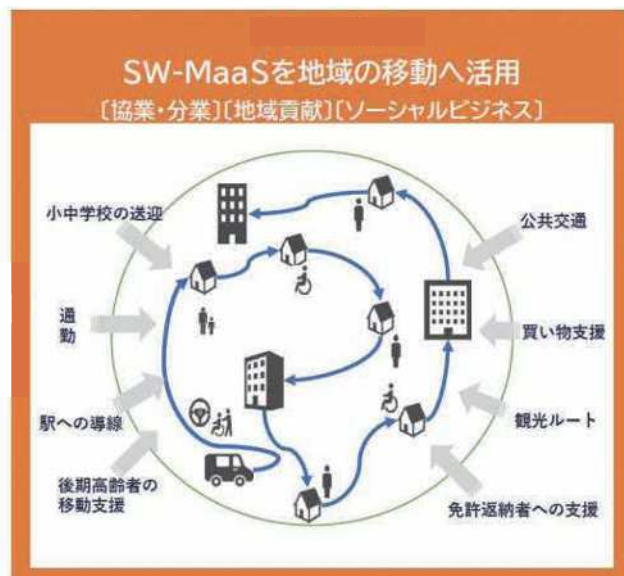 SW-MaaSを地域の移動へ活用
〔協業・分業〕〔地域貢献〕〔ソーシャルビジネス〕
小中学校の送迎
通
勤
駅への導線
後期高齢者の
移動支援
公共交通
買い物支援
観光ルート
免許返納者への支援